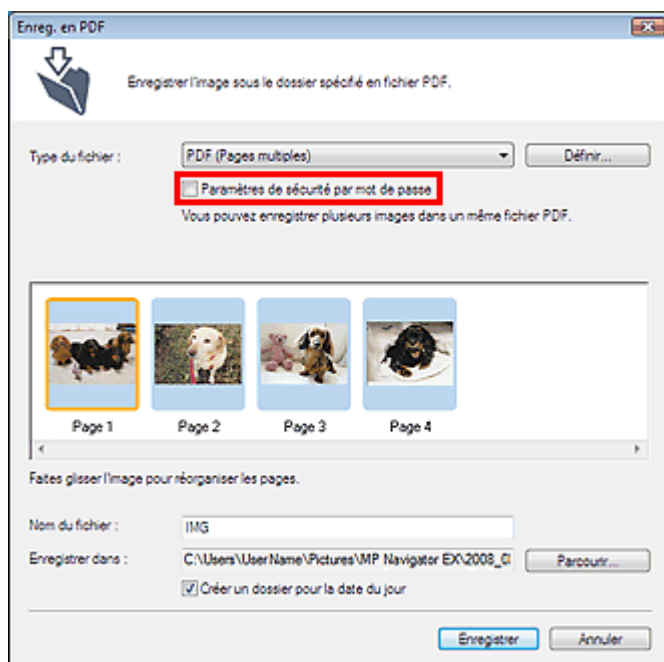 Enreg. en PDF
Enregistrer l'image sous le dossier spécifié en fichier PDF.
Type du fichier :
PDF (Pages multiples)
Définir...
Paramètres de sécurité par mot de passe
Vous pouvez enregistrer plusieurs images dans un même fichier PDF.
Page 1
Page 2
Page 3
Page 4
Faites glisser l'image pour réorganiser les pages.
Nom du fichier :
IMG
Enregistrer dans :
C:\Users\UserName\Pictures\MP Navigator EX\2008_0
Parcourir...
Créer un dossier pour la date du jour
Enregistrer
Annuler